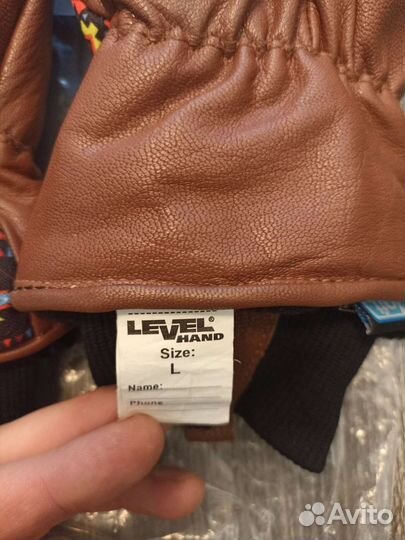 LEVEL®
HAND
Size:
L
Name:
Phone
Avito